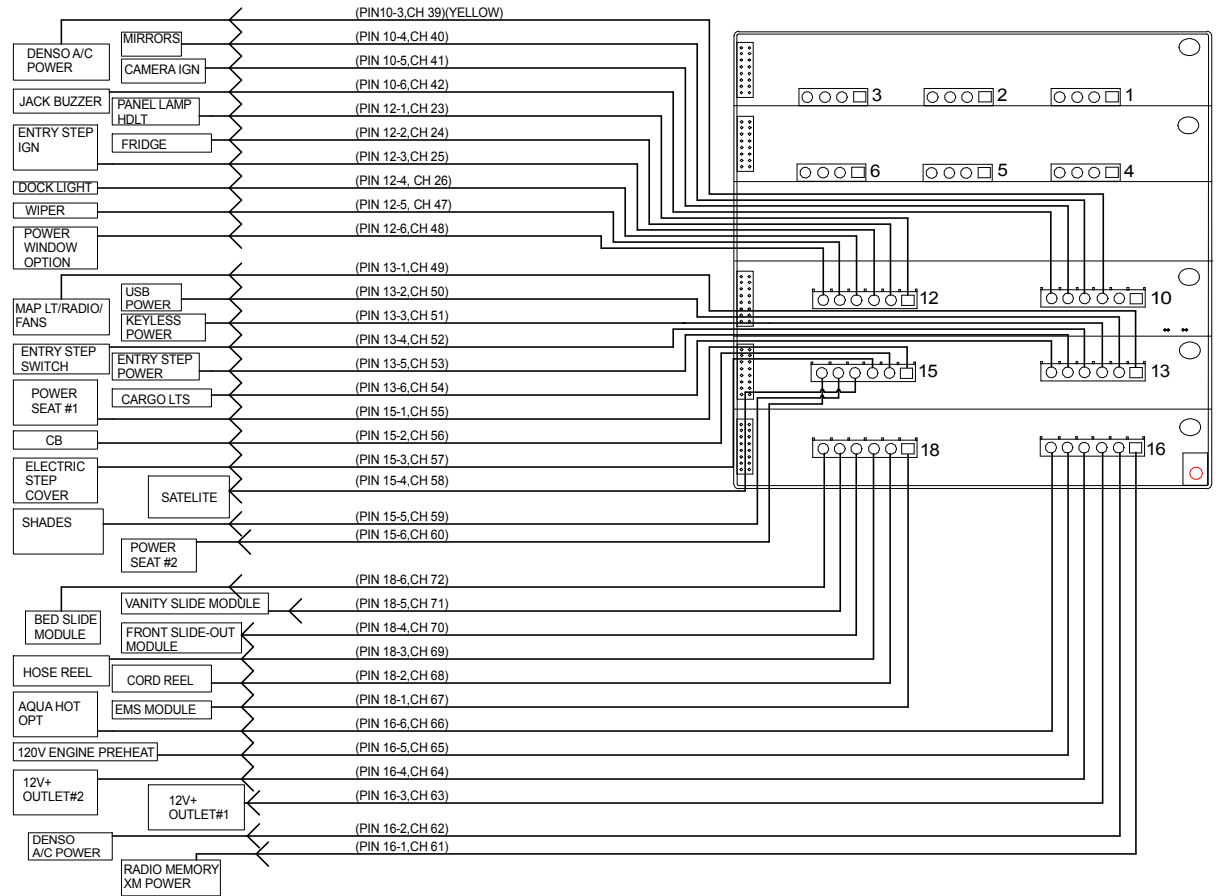 (PIN10-3,CH 39)(YELLOW)
DENSO A/C
POWER
MIRRORS
(PIN 10-4,CH 40)
CAMERA IGN
(PIN 10-5,CH 41)
JACK BUZZER
(PIN 10-6,CH 42)
PANEL LAMP
HDLT
(PIN 12-1,CH 23)
ENTRY STEP
IGN
FRIDGE
(PIN 12-2,CH 24)
(PIN 12-3,CH 25)
DOCK LIGHT
(PIN 12-4, CH 26)
WIPER
(PIN 12-5, CH 47)
POWER
WINDOW
OPTION
(PIN 12-6,CH 48)
(PIN 13-1,CH 49)
MAP LT/RADIO/
FANS
USB
POWER
(PIN 13-2,CH 50)
KEYLESS
POWER
(PIN 13-3,CH 51)
ENTRY STEP
SWITCH
(PIN 13-4,CH 52)
ENTRY STEP
POWER
(PIN 13-5,CH 53)
POWER
SEAT #1
CARGO LTS
(PIN 13-6,CH 54)
(PIN 15-1,CH 55)
CB
(PIN 15-2,CH 56)
ELECTRIC
STEP
COVER
(PIN 15-3,CH 57)
SATELITE
(PIN 15-4,CH 58)
SHADES
(PIN 15-5,CH 59)
POWER
SEAT #2
(PIN 15-6,CH 60)
(PIN 18-6,CH 72)
BED SLIDE
MODULE
VANITY SLIDE MODULE
(PIN 18-5,CH 71)
FRONT SLIDE-OUT
MODULE
(PIN 18-4,CH 70)
HOSE REEL
(PIN 18-3,CH 69)
CORD REEL
(PIN 18-2,CH 68)
AQUA HOT
OPT
EMS MODULE
(PIN 18-1,CH 67)
(PIN 16-6,CH 66)
120V ENGINE PREHEAT
(PIN 16-5,CH 65)
12V+
OUTLET#2
(PIN 16-4,CH 64)
12V+
OUTLET#1
(PIN 16-3,CH 63)
DENSO
A/C POWER
(PIN 16-2,CH 62)
RADIO MEMORY
XM POWER
(PIN 16-1,CH 61)
3
2
1
6
5
4
12
10
15
13
18
16